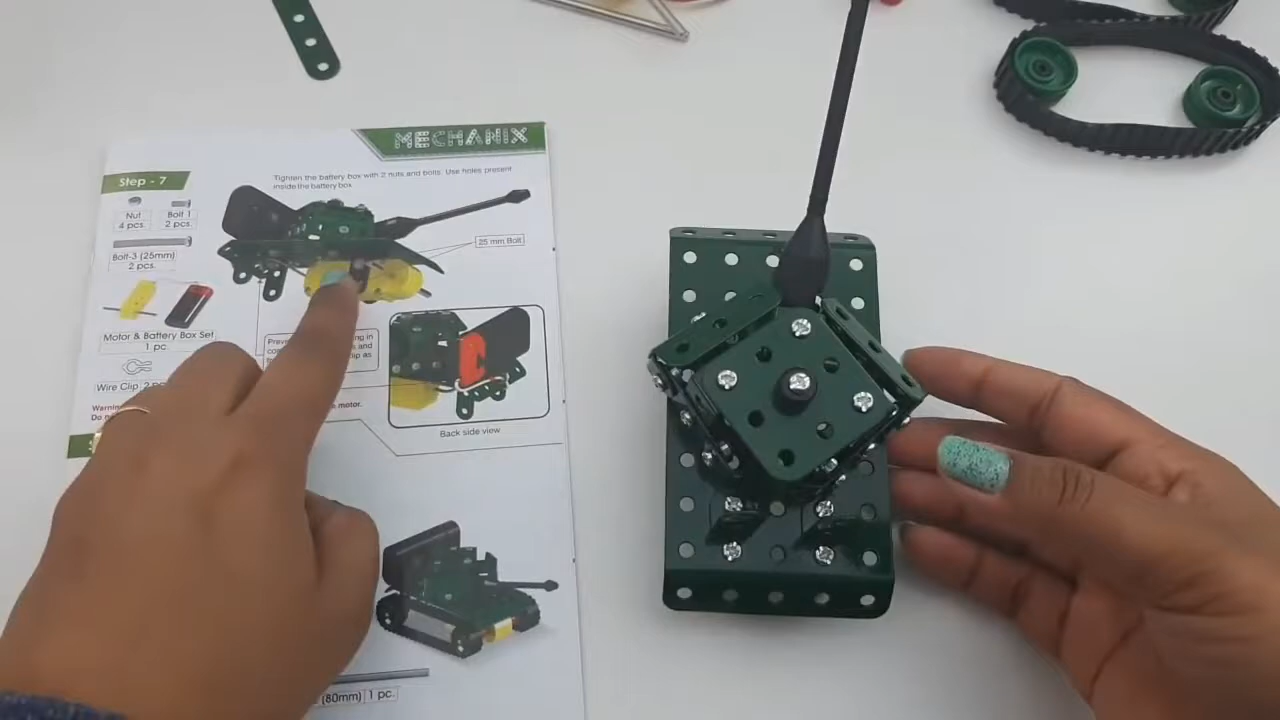 MECHANIX
Step - 7
Tighten the battery box with 2 nuts and bolts. Use holes present
inside the battery box
Nut
4 pcs.
Bolt 1
2 pcs.
Bolt-3 (25mm)
2 pcs.
25 mm Bolt
Motor & Battery Box Set
1 pc.
Wire Clip
motor.
Back side view
(80mm) 1 pc.